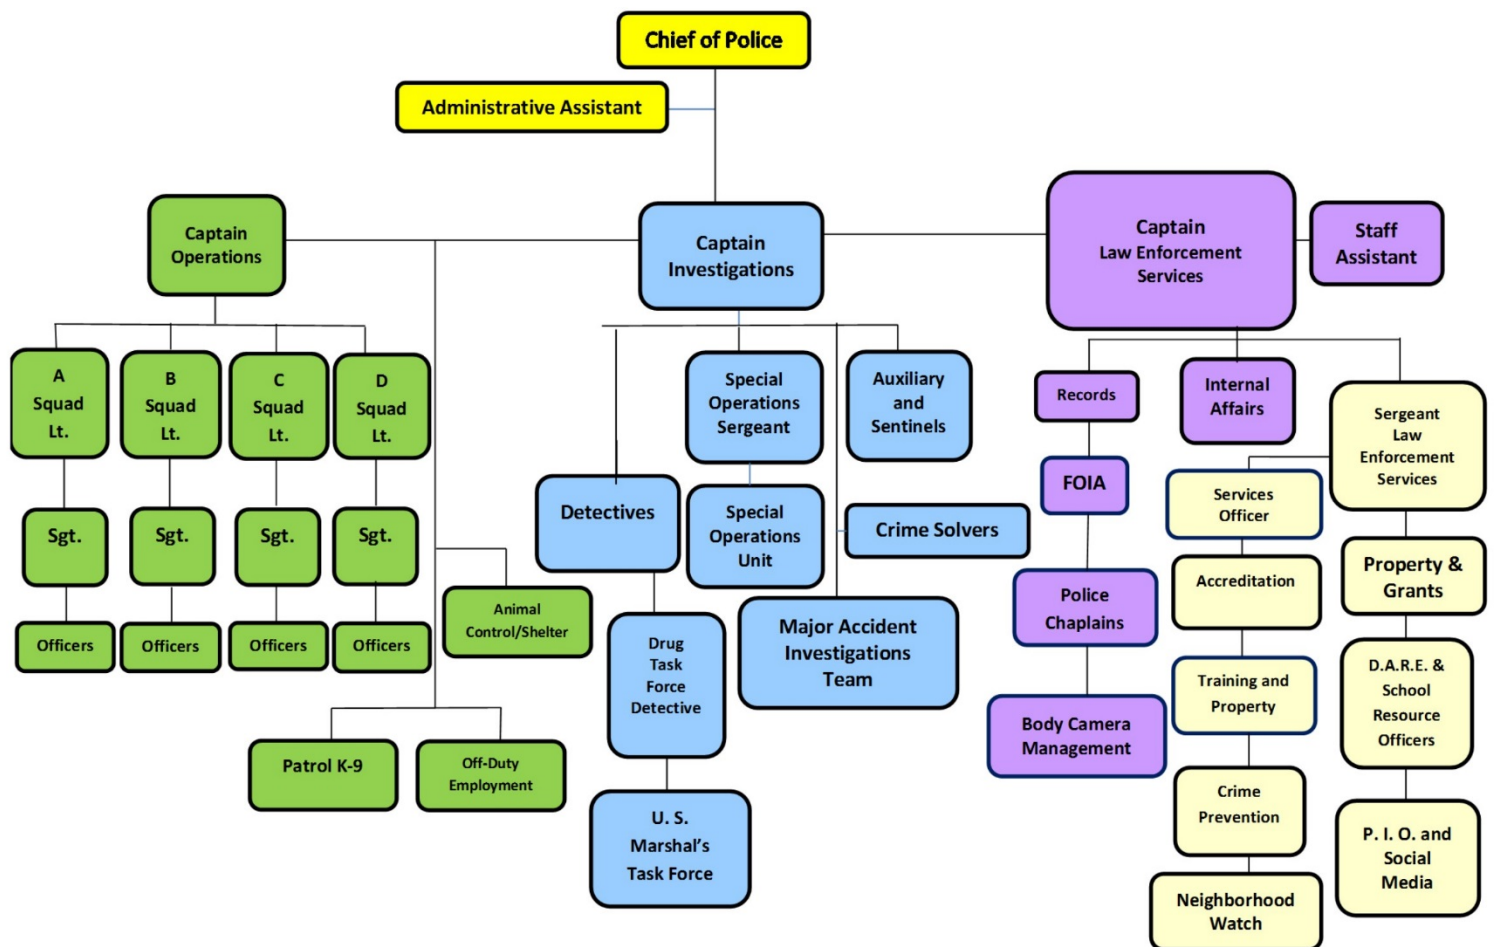 Chief of Police
Administrative Assistant
Captain
Operations
Captain
Investigations
Captain
Law Enforcement
Services
Staff
Assistant
A
Squad
Lt.
B
Squad
Lt.
C
Squad
Lt.
D
Squad
Lt.
Sgt.
Sgt.
Sgt.
Sgt.
Officers
Officers
Officers
Officers
Animal
Control/Shelter
Patrol K-9
Off-Duty
Employment
Detectives
Drug
Task
Force
Detective
U. S.
Marshal’s
Task Force
Special
Operations
Sergeant
Special
Operations
Unit
Auxiliary
and
Sentinels
Crime Solvers
Major Accident
Investigations
Team
Records
FOIA
Police
Chaplains
Body Camera
Management
Internal
Affairs
Sergeant
Law
Enforcement
Services
Services
Officer
Accreditation
Training and
Property
Crime
Prevention
Neighborhood
Watch
Property &
Grants
D.A.R.E. &
School
Resource
Officers
P. I. O. and
Social
Media